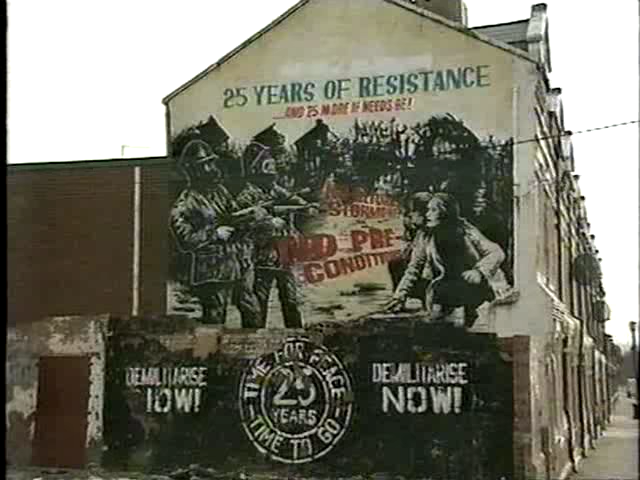 25 YEARS OF RESISTANCE
...AND 25 MORE IF NEEDS BE!
STORMONT
NO PRE-
CONDITIONS
DEMILITARISE
NOW!
TIME FOR PEACE
25
YEARS
TIME TO GO
DEMILITARISE
NOW!